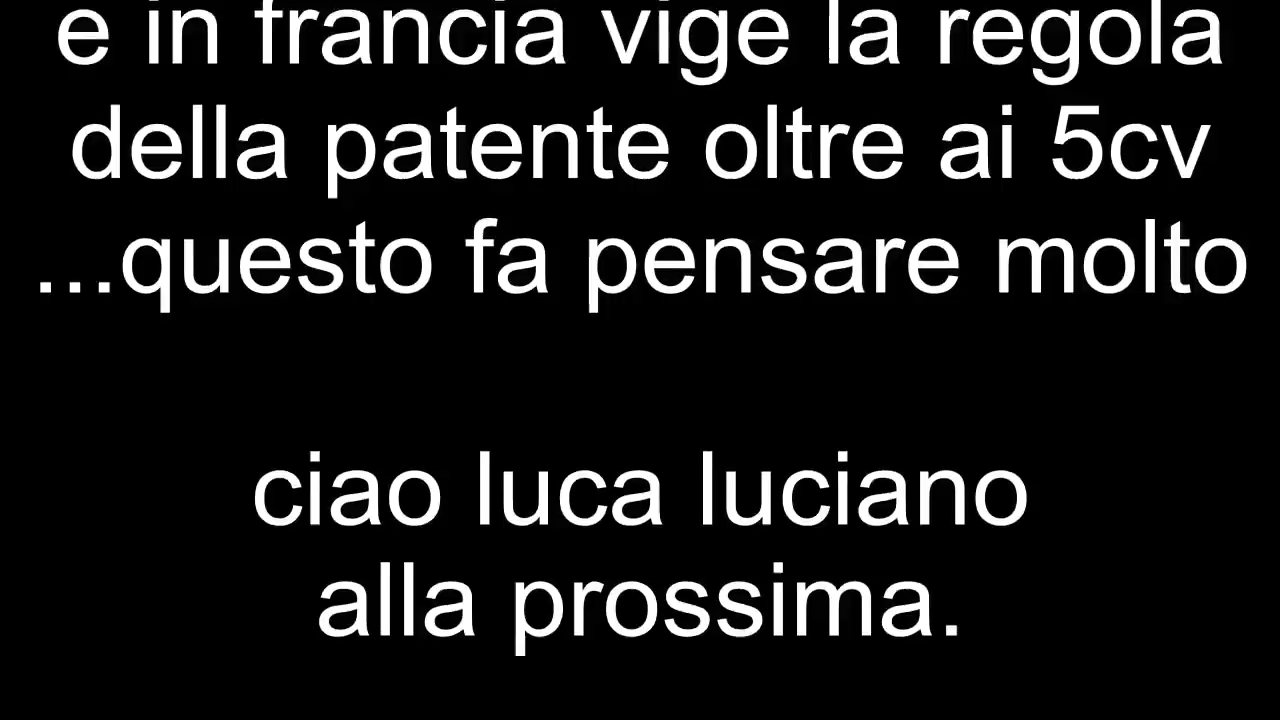 e in francia vige la regola
della patente oltre ai 5cv
...questo fa pensare molto
ciao luca luciano
alla prossima.